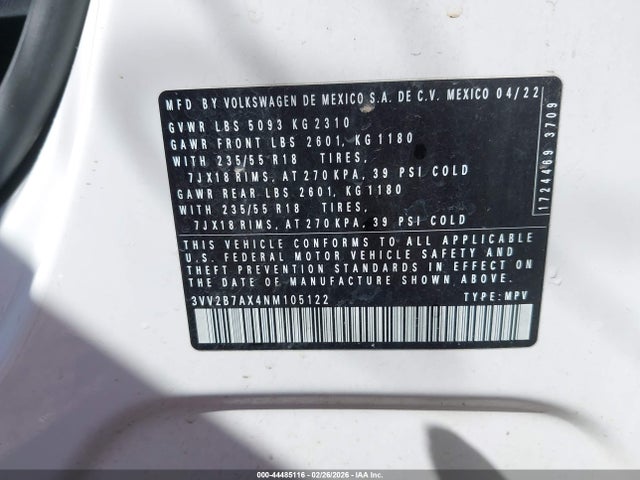 MFD BY VOLKSWAGEN DE MEXICO S.A. DE C.V. MEXICO 04/22
GVWR LBS 5093 KG 2310
GAWR FRONT LBS 2601, KG 1180
WITH 235/55 R18 TIRES,
7JX18 RIMS, AT 270 KPA, 39 PSI COLD
GAWR REAR LBS 2601, KG 1180
WITH 235/55 R18 TIRES,
7JX18 RIMS, AT 270 KPA, 39 PSI COLD
THIS VEHICLE CONFORMS TO ALL APPLICABLE
U.S. FEDERAL MOTOR VEHICLE SAFETY AND
THEFT PREVENTION STANDARDS IN EFFECT ON
THE DATE OF MANUFACTURE SHOWN ABOVE.
3VV2B7AX4NM105122 TYPE: MPV
1724469 3709
000-44485116 | 02/26/2026 | IAAI.COM